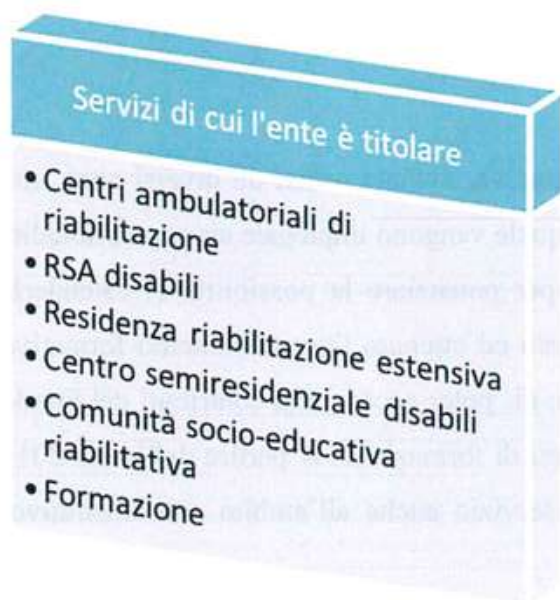 Servizi di cui l'ente è titolare
• Centri ambulatoriali di
riabilitazione
• RSA disabili
• Residenza riabilitazione estensiva
• Centro semiresidenziale disabili
• Comunità socio-educativa
riabilitativa
• Formazione